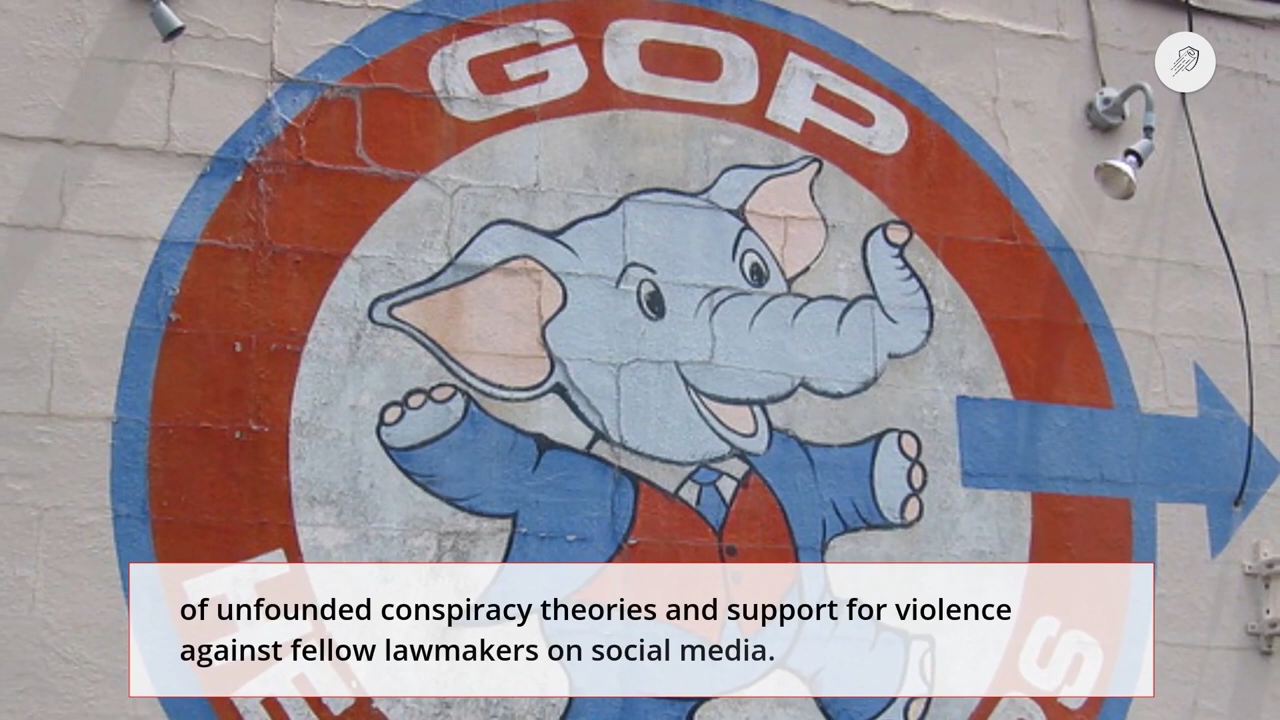 GOP
of unfounded conspiracy theories and support for violence
against fellow lawmakers on social media.